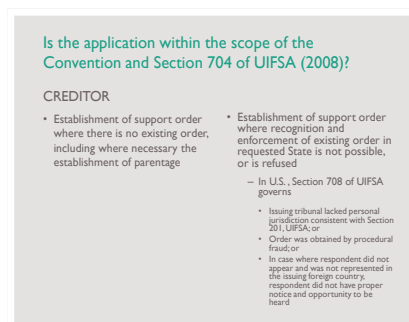 Is the application within the scope of the
Convention and Section 704 of UIFSA (2008)?
CREDITOR
• Establishment of support order
where there is no existing order,
including where necessary the
establishment of parentage
• Establishment of support order
where recognition and
enforcement of existing order in
requested State is not possible,
or is refused
– In U.S., Section 708 of UIFSA
governs
• Issuing tribunal lacked personal
jurisdiction consistent with Section
201, UIFSA; or
• Order was obtained by procedural
fraud; or
• In case where respondent did not
appear and was not represented in
the issuing foreign country,
respondent did not have proper
notice and opportunity to be
heard